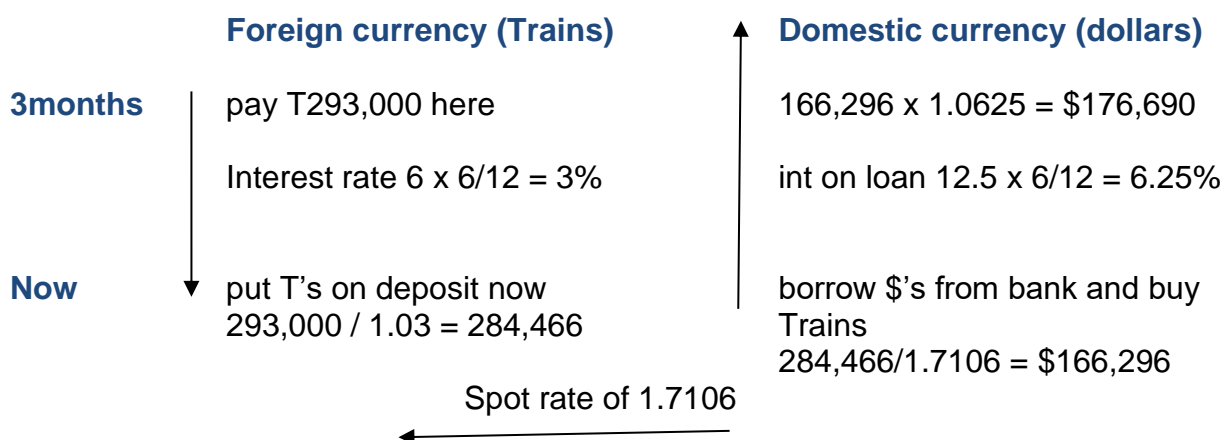 Foreign currency (Trains)
Domestic currency (dollars)
3months
pay T293,000 here
166,296 x 1.0625 = $176,690
Interest rate 6 x 6/12 = 3%
int on loan 12.5 x 6/12 = 6.25%
Now
put T's on deposit now
293,000 / 1.03 = 284,466
borrow $'s from bank and buy
Trains
284,466/1.7106 = $166,296
Spot rate of 1.7106